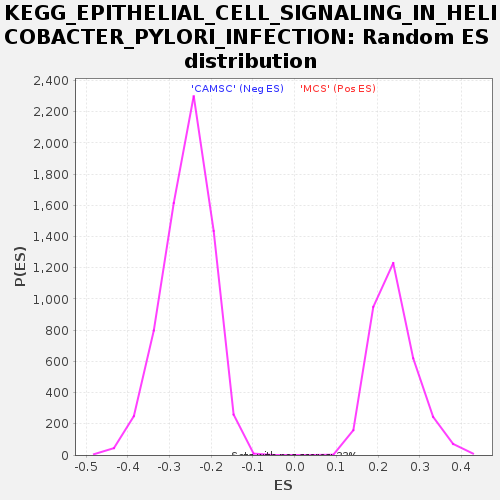 KEGG_EPITHELIAL_CELL_SIGNALING_IN_HELI
COBACTER_PYLORI_INFECTION: Random ES
distribution
'CAMSC' (Neg ES) 'MCS' (Pos ES)
2,400
2,200
2,000
1,800
1,600
1,400
1,200
1,000
800
600
400
200
0
P(ES)
-0.5 -0.4 -0.3 -0.2 -0.1 0.0 0.1 0.2 0.3 0.4
ES